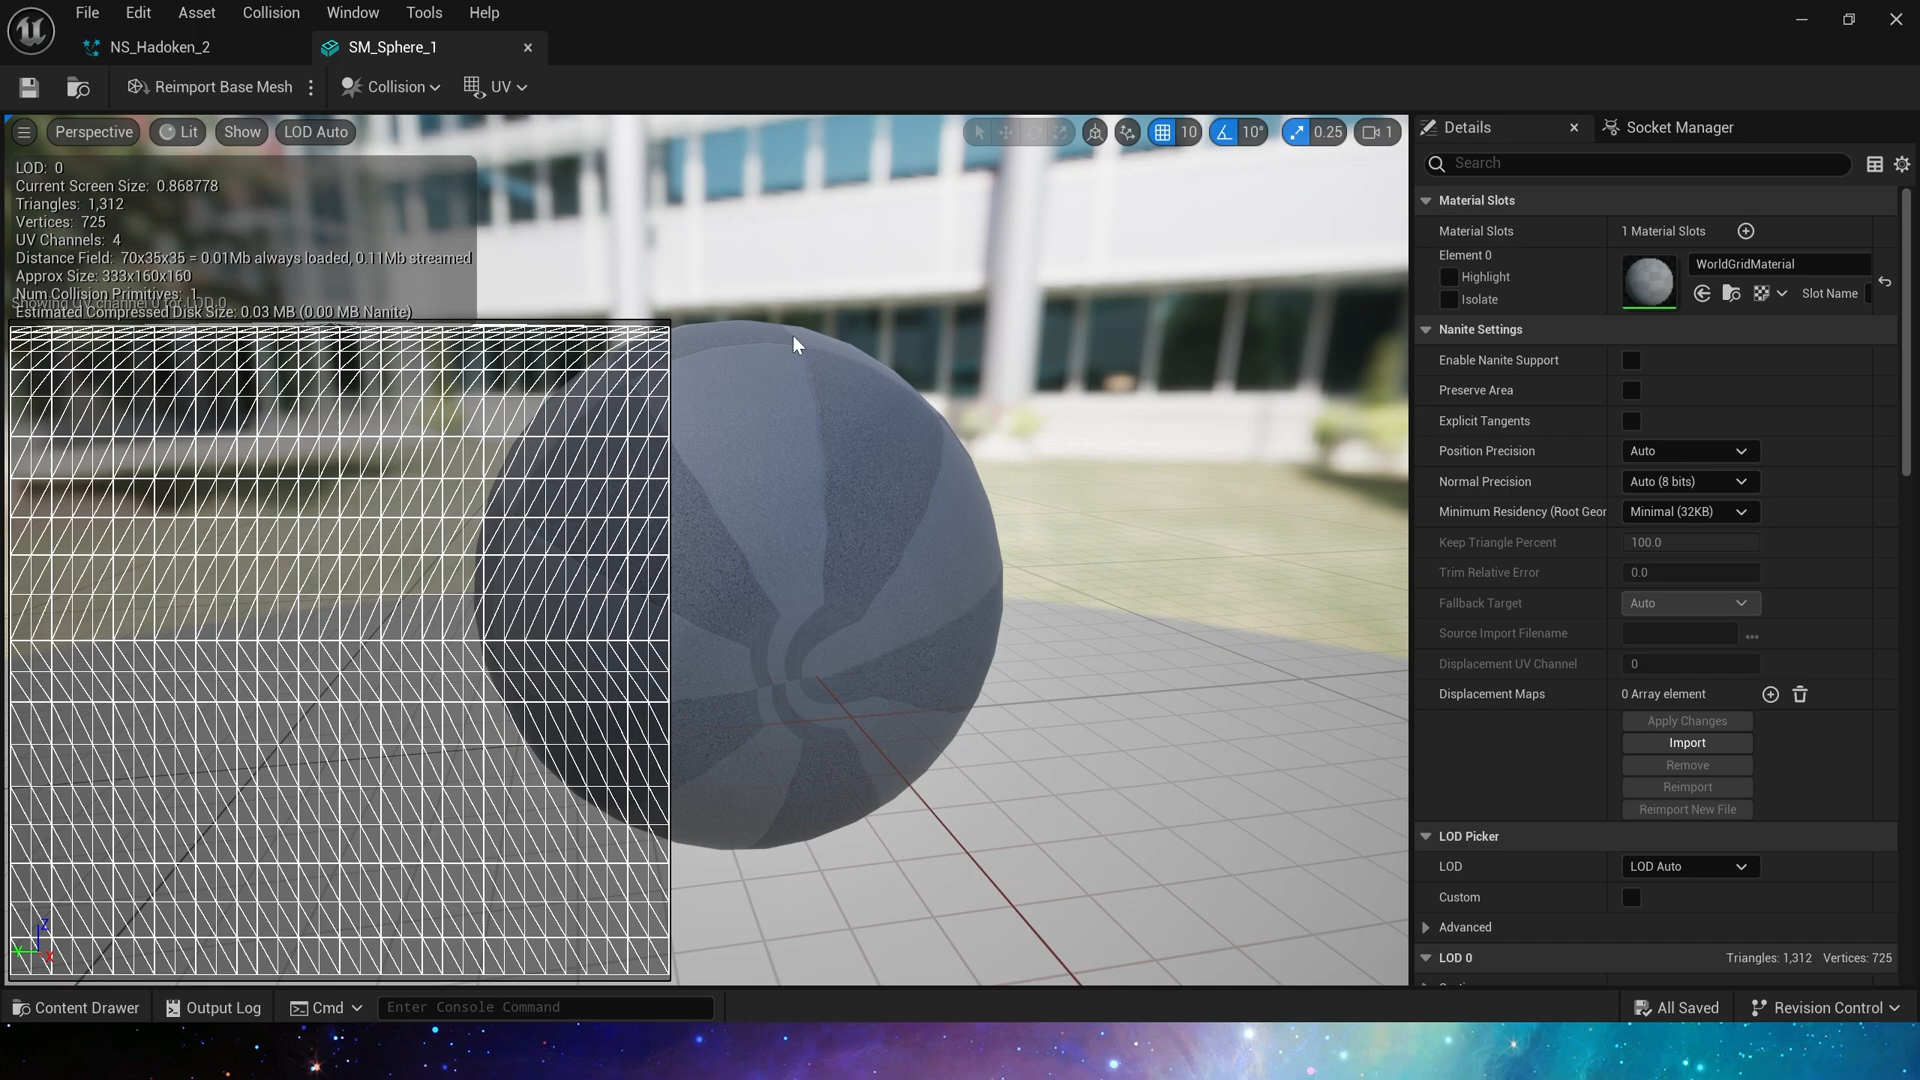 File Edit Asset Collision Window Tools Help
NS_Hadoken_2
SM_Sphere_1
Reimport Base Mesh
Collision
UV
Perspective Lit Show LOD Auto
10 10° 0.25 1
LOD: 0
Current Screen Size: 0.868778
Triangles: 1,312
Vertices: 725
UV Channels: 4
Distance Field: 70x35x35 = 0.01Mb always loaded, 0.11Mb streamed
Approx Size: 333x160x160
Num Collision Primitives: 1
Showing UV channel 0 for LOD 0
Estimated Compressed Disk Size: 0.03 MB (0.00 MB Nanite)
Z
Y
X
Details
Socket Manager
Search
Material Slots
Material Slots 1 Material Slots
Element 0
Highlight
Isolate
WorldGridMaterial
Slot Name
Nanite Settings
Enable Nanite Support
Preserve Area
Explicit Tangents
Position Precision Auto
Normal Precision Auto (8 bits)
Minimum Residency (Root Geor Minimal (32KB)
Keep Triangle Percent 100.0
Trim Relative Error 0.0
Fallback Target Auto
Source Import Filename
Displacement UV Channel 0
Displacement Maps 0 Array element
Apply Changes
Import
Remove
Reimport
Reimport New File
LOD Picker
LOD LOD Auto
Custom
Advanced
LOD 0 Triangles: 1,312 Vertices: 725
Content Drawer Output Log Cmd Enter Console Command
All Saved Revision Control